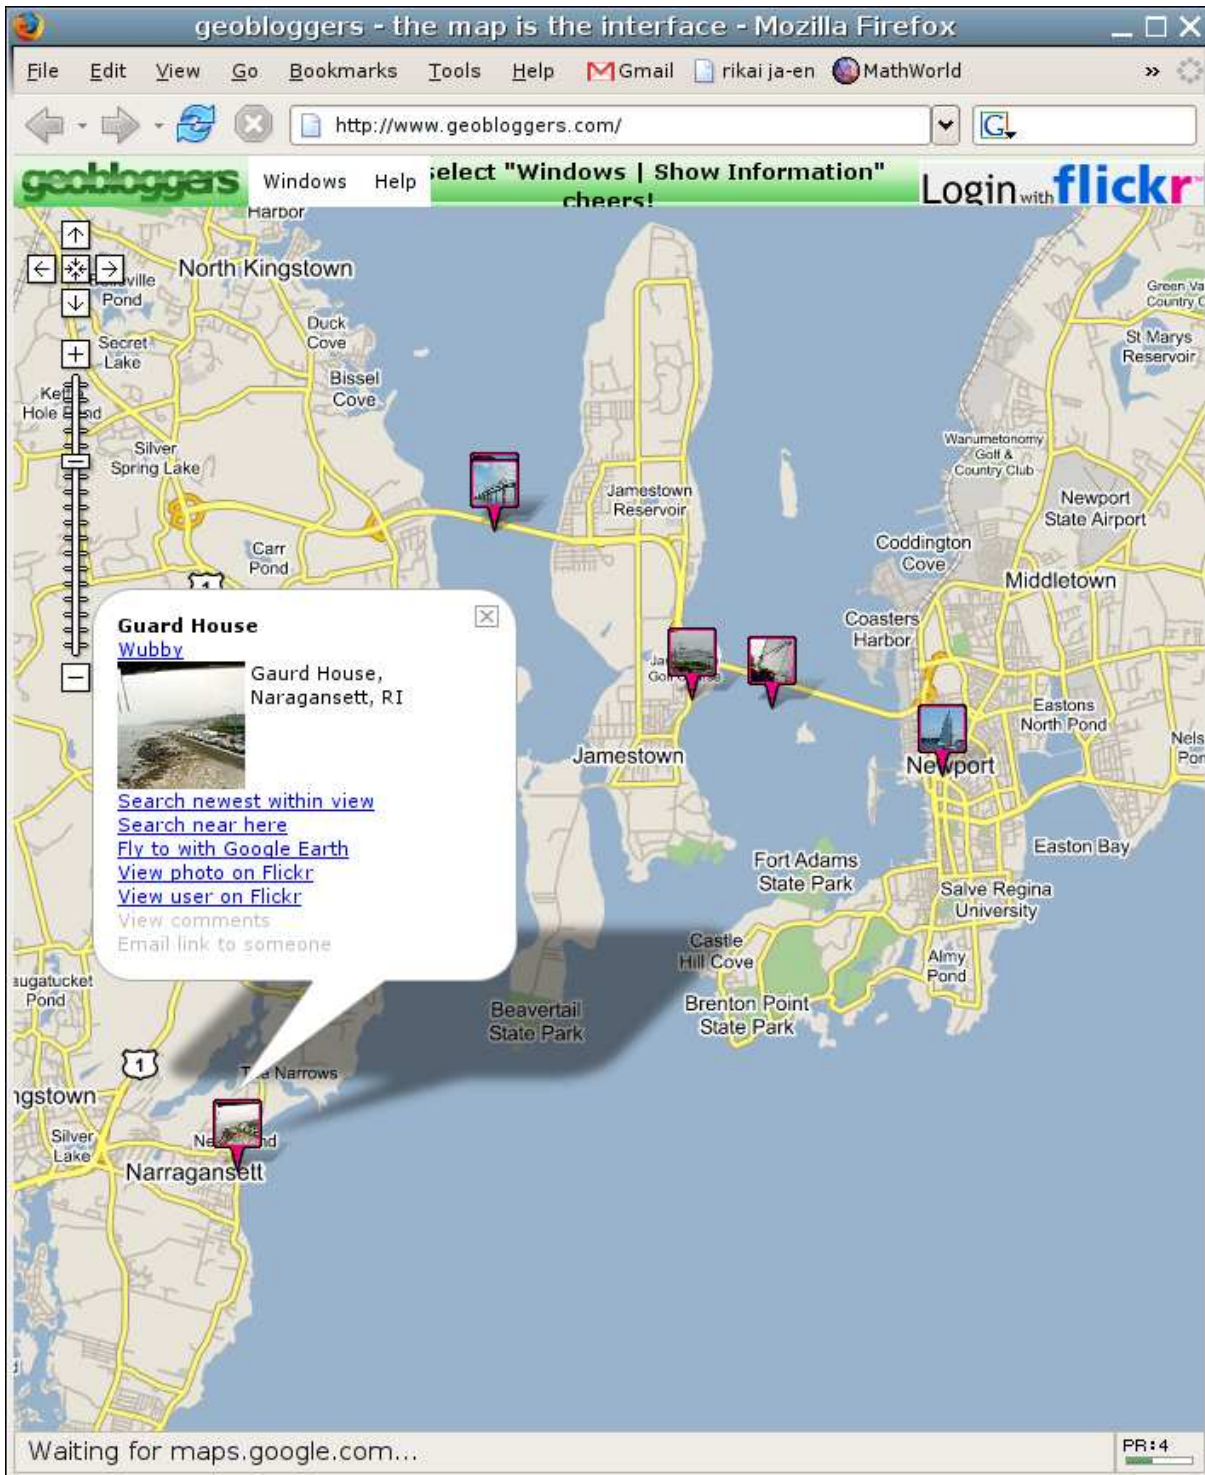 geobloggers - the map is the interface - Mozilla Firefox
File Edit View Go Bookmarks Tools Help Gmail rikai ja-en MathWorld »
http://www.geobloggers.com/
G
geobloggers Windows Help select "Windows | Show Information"
cheers!
Login with flickr
Harbor
North Kingstown
Pond
Duck
Cove
Secret
Lake
Bissel
Cove
Hole
Silver
Spring Lake
Carr
Pond
1
Green
Country
St Marys
Reservoir
Wanumetonomy
Golf &
Country Club
Newport
State Airport
Jamestown
Reservoir
Coddington
Cove
Middletown
Coasters
Harbor
Guard House
Wubby
Gaurd House,
Naragansett, RI
Search newest within view
Search near here
Fly to with Google Earth
View photo on Flickr
View user on Flickr
View comments
Email link to someone
Eastons
North Pond
Jamestown
Newport
Easton Bay
Fort Adams
State Park
Salve Regina
University
Castle
Hill Cove
Almy
Pond
augatucket
Pond
Beavertail
State Park
Brenton Point
State Park
1
The Narrows
ngstown
Silver
Lake
Narragansett
Waiting for maps.google.com...
PR:4